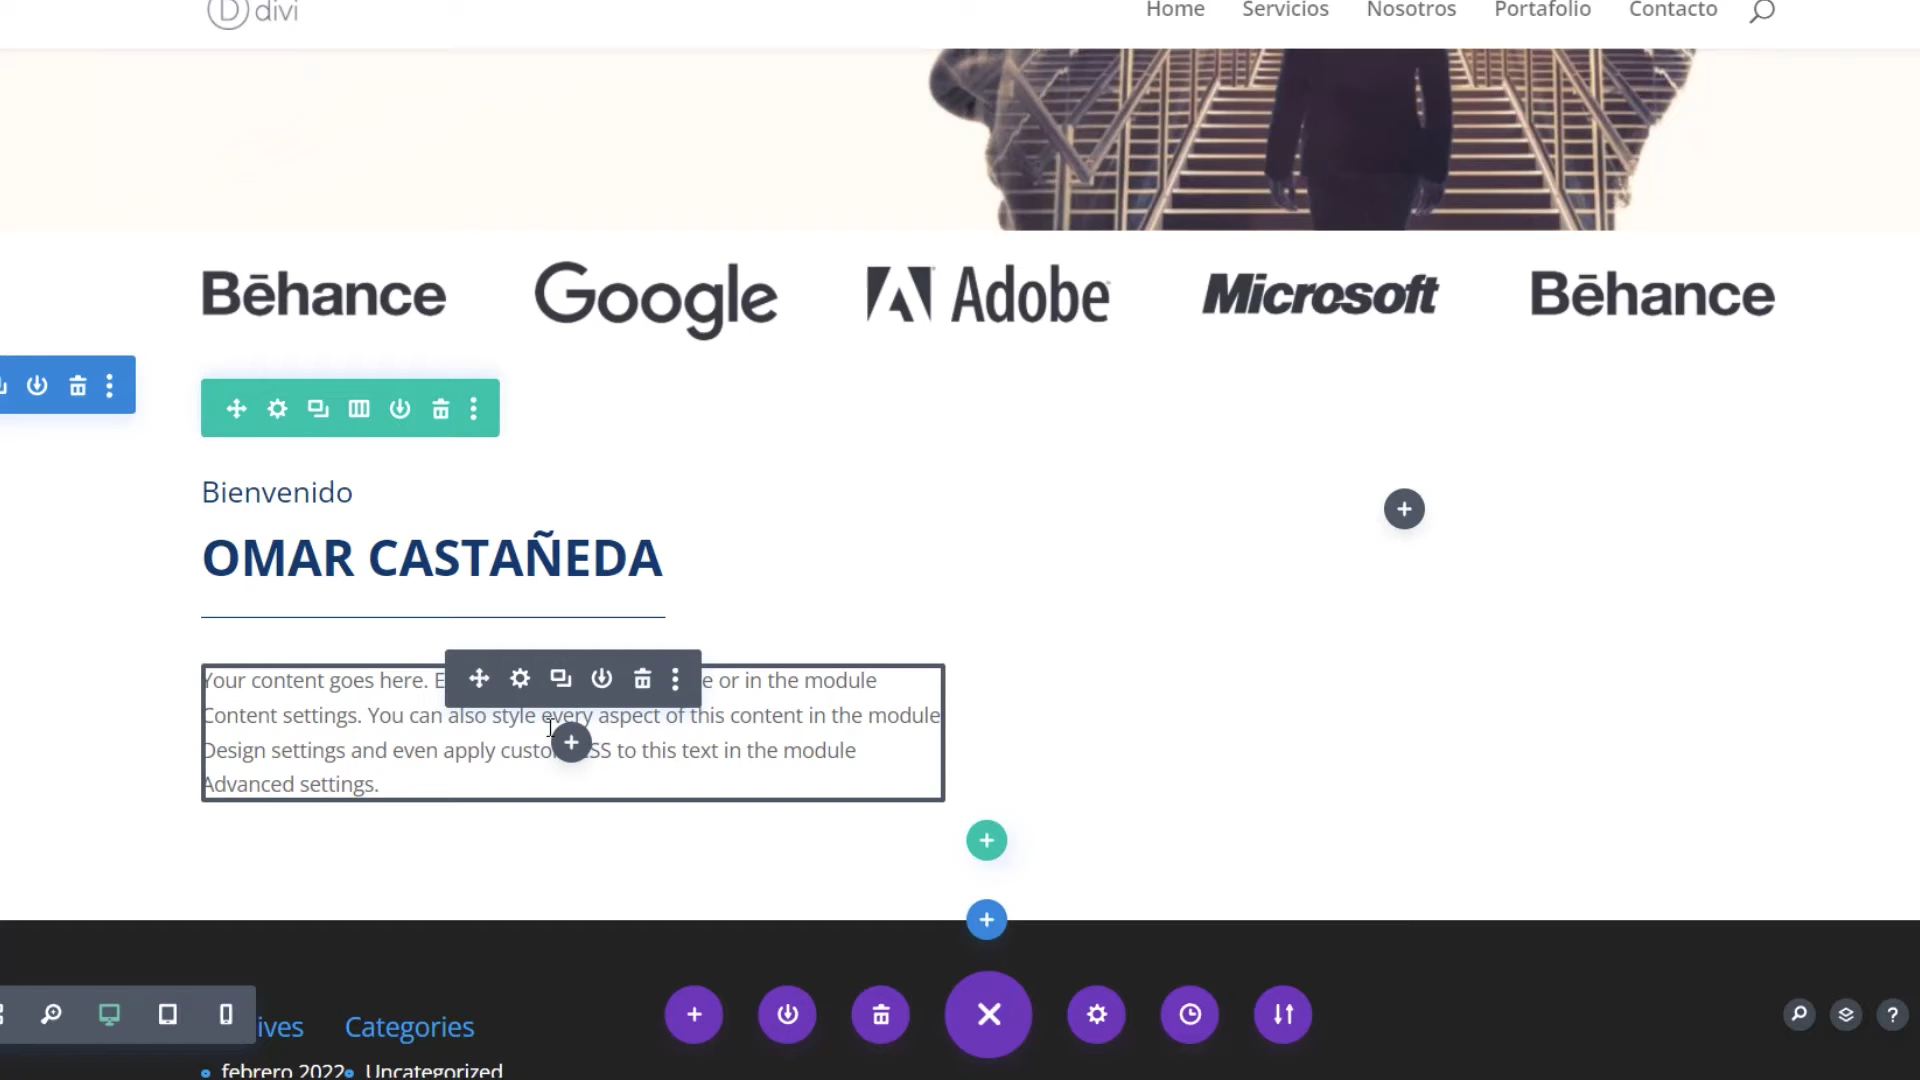 divi
Home Servicios Nosotros Portafolio Contacto
Bēhance Google Adobe Microsoft Bēhance
Bienvenido
OMAR CASTAÑEDA
Your content goes here. E e or in the module
Content settings. You can also style every aspect of this content in the module
Design settings and even apply custo SS to this text in the module
Advanced settings.
ives Categories
febrero 2022 Uncategorized